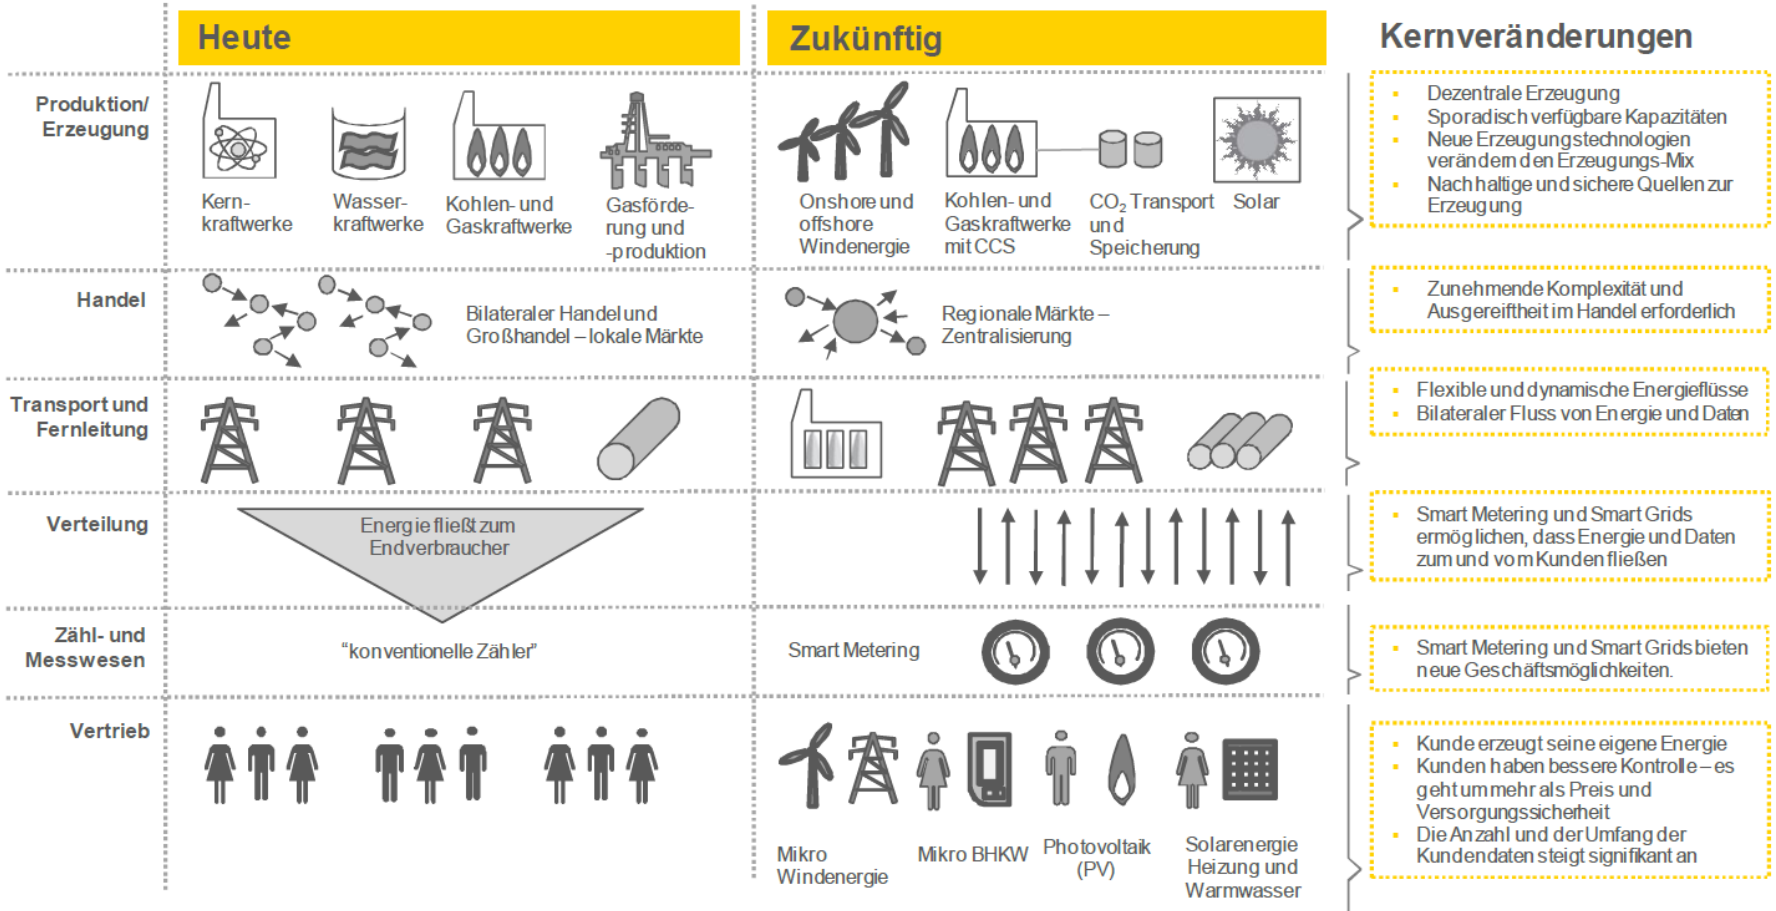 Heute
Zukünftig
Kernveränderungen
Produktion/
Erzeugung
Kern-
kraftwerke
Wasser-
kraftwerke
Kohlen- und
Gaskraftwerke
Gasförde-
rung und
-produktion
Onshore und
offshore
Windenergie
Kohlen- und
Gaskraftwerke
mit CCS
CO₂ Transport
und
Speicherung
Solar
Dezentrale Erzeugung
Sporadisch verfügbare Kapazitäten
Neue Erzeugungstechnologien
verändern den Erzeugungs-Mix
Nachhaltige und sichere Quellen zur
Erzeugung
Handel
Bilateraler Handel und
Großhandel – lokale Märkte
Regionale Märkte –
Zentralisierung
Zunehmende Komplexität und
Ausgereiftheit im Handel erforderlich
Transport und
Fernleitung
Flexible und dynamische Energieflüsse
Bilateraler Fluss von Energie und Daten
Verteilung
Energie fließt zum
Endverbraucher
Smart Metering und Smart Grids
ermöglichen, dass Energie und Daten
zum und vom Kunden fließen
Zähl- und
Messwesen
“konventionelle Zähler”
Smart Metering
Smart Metering und Smart Grids bieten
neue Geschäftsmöglichkeiten.
Vertrieb
Mikro
Windenergie
Mikro BHKW
Photovoltaik
(PV)
Solarenergie
Heizung und
Warmwasser
Kunde erzeugt seine eigene Energie
Kunden haben bessere Kontrolle – es
geht um mehr als Preis und
Versorgungssicherheit
Die Anzahl und der Umfang der
Kundendaten steigt signifikant an